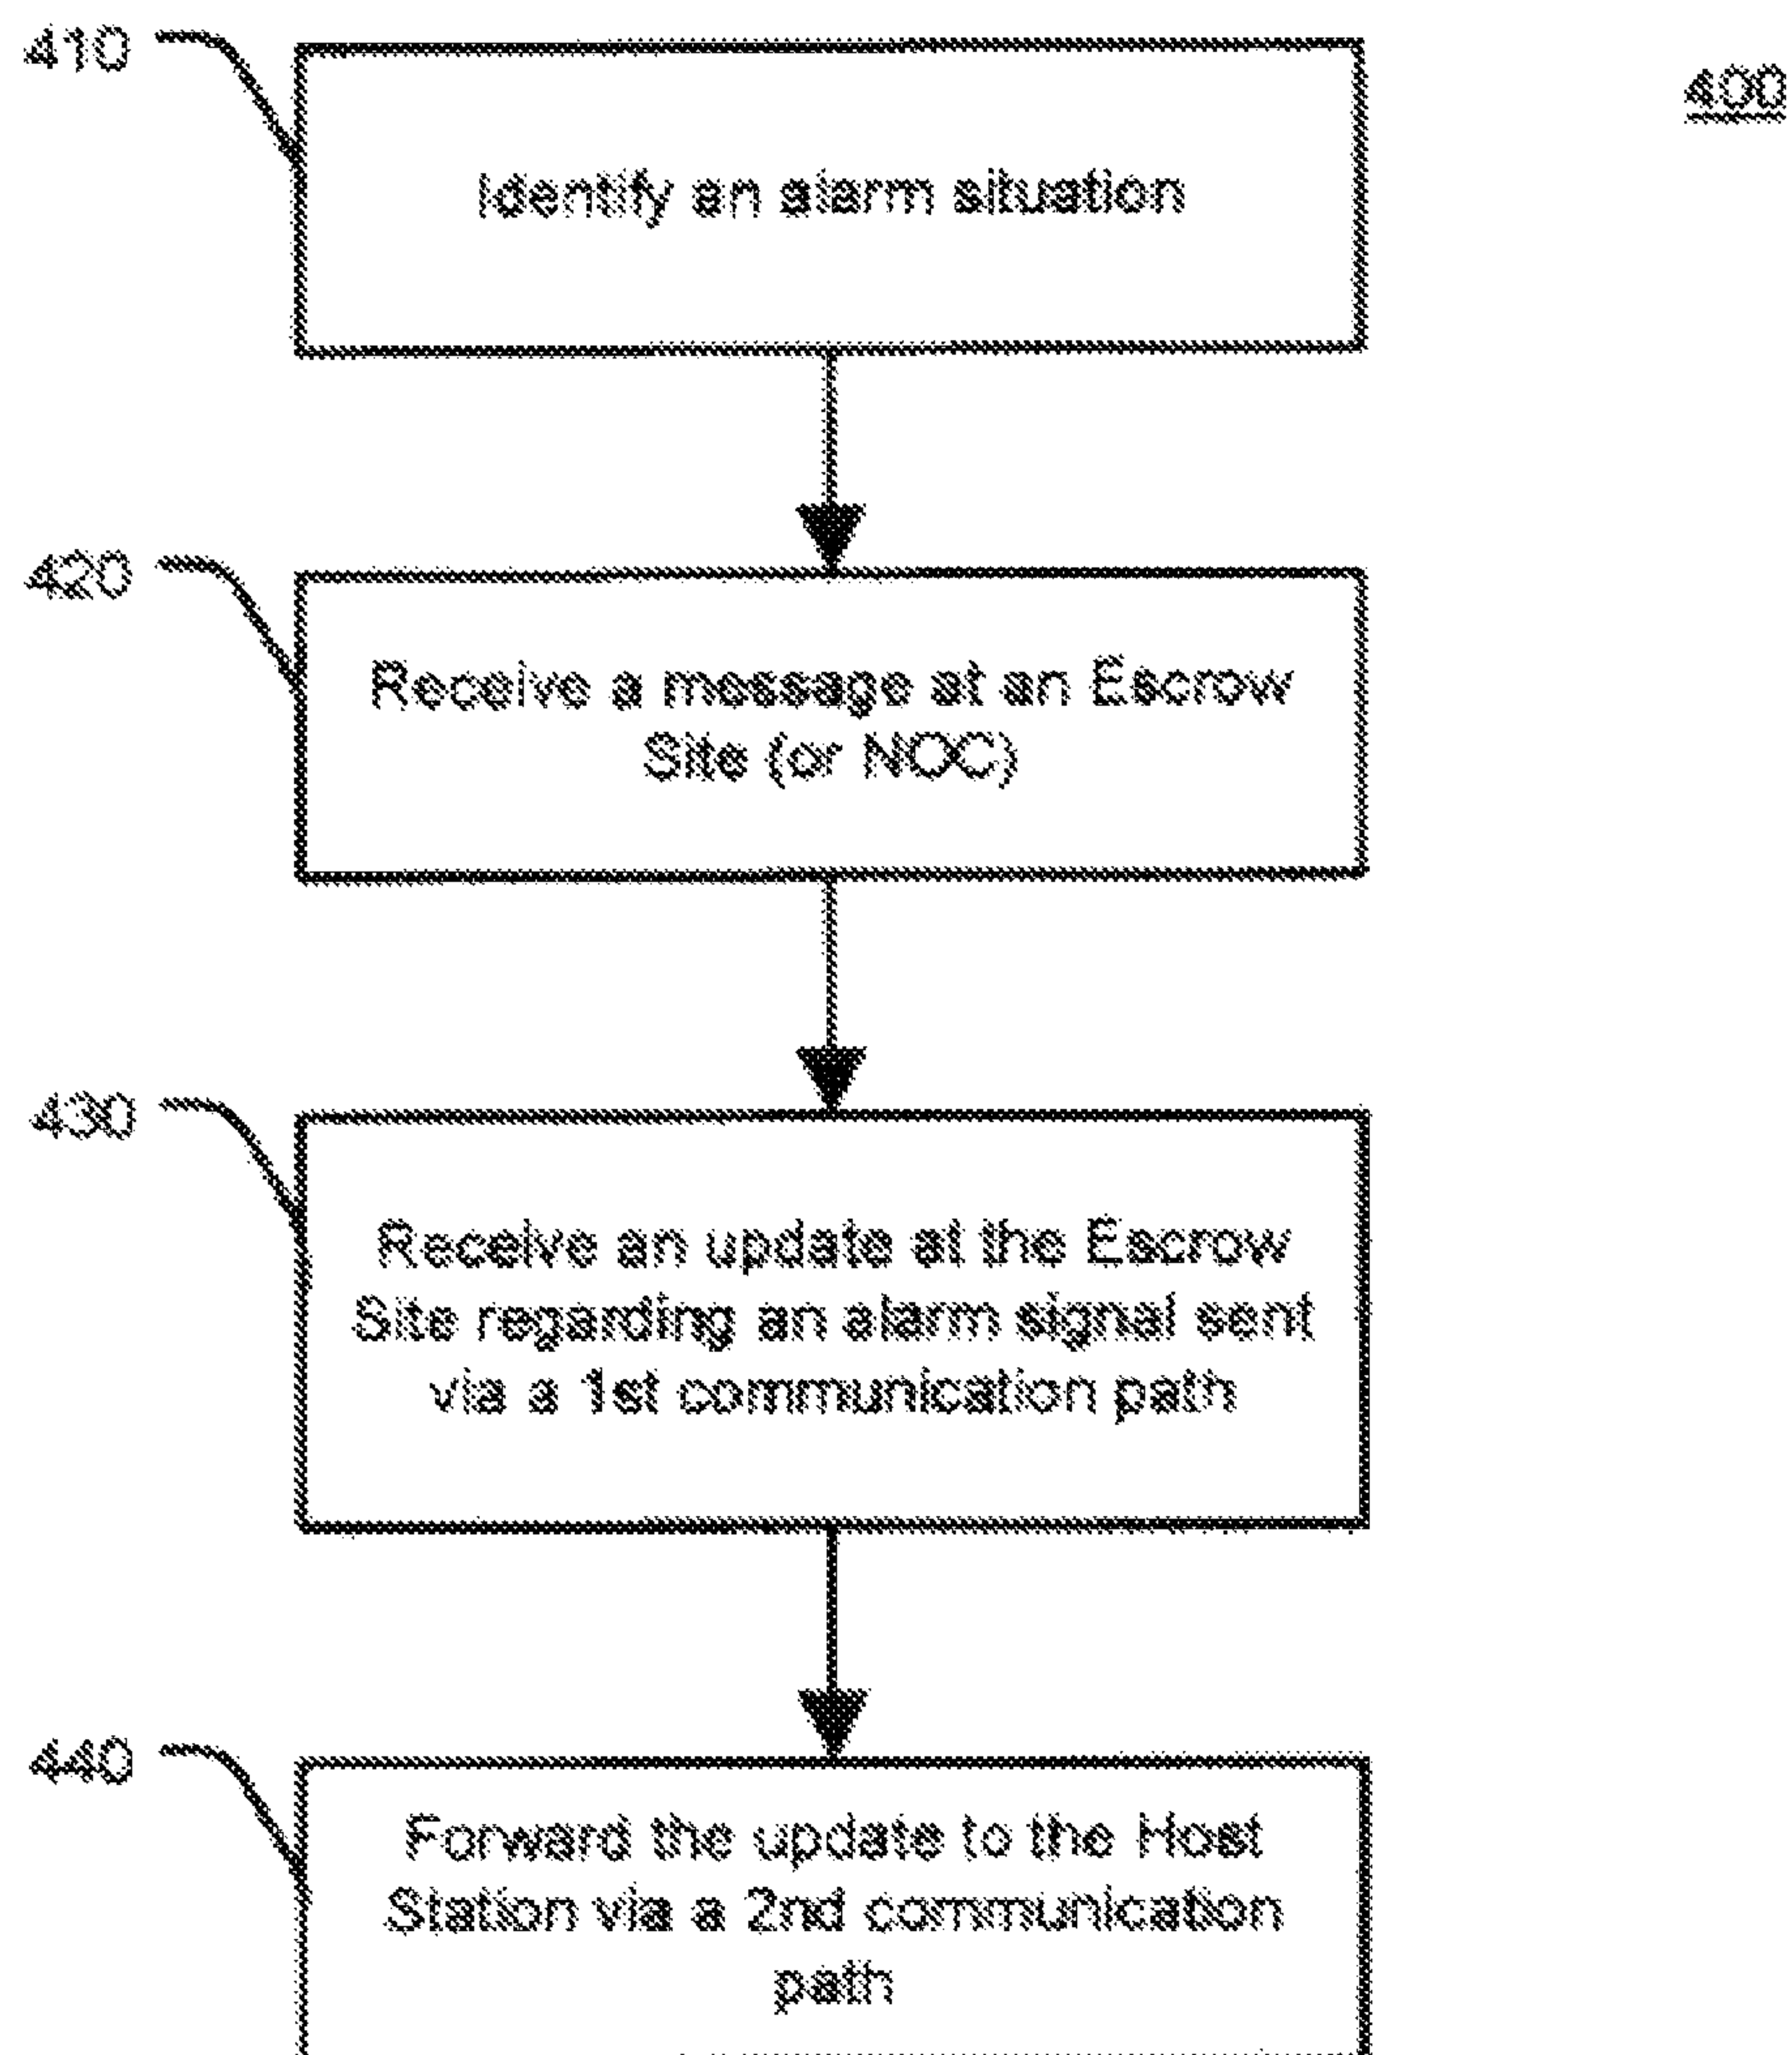 410
400
Identify an alarm situation
420
Receive a message at an Escrow
Site (or NOC)
430
Receive an update at the Escrow
Site regarding an alarm signal sent
via a 1st communication path
440
Forward the update to the Host
Station via a 2nd communication
path